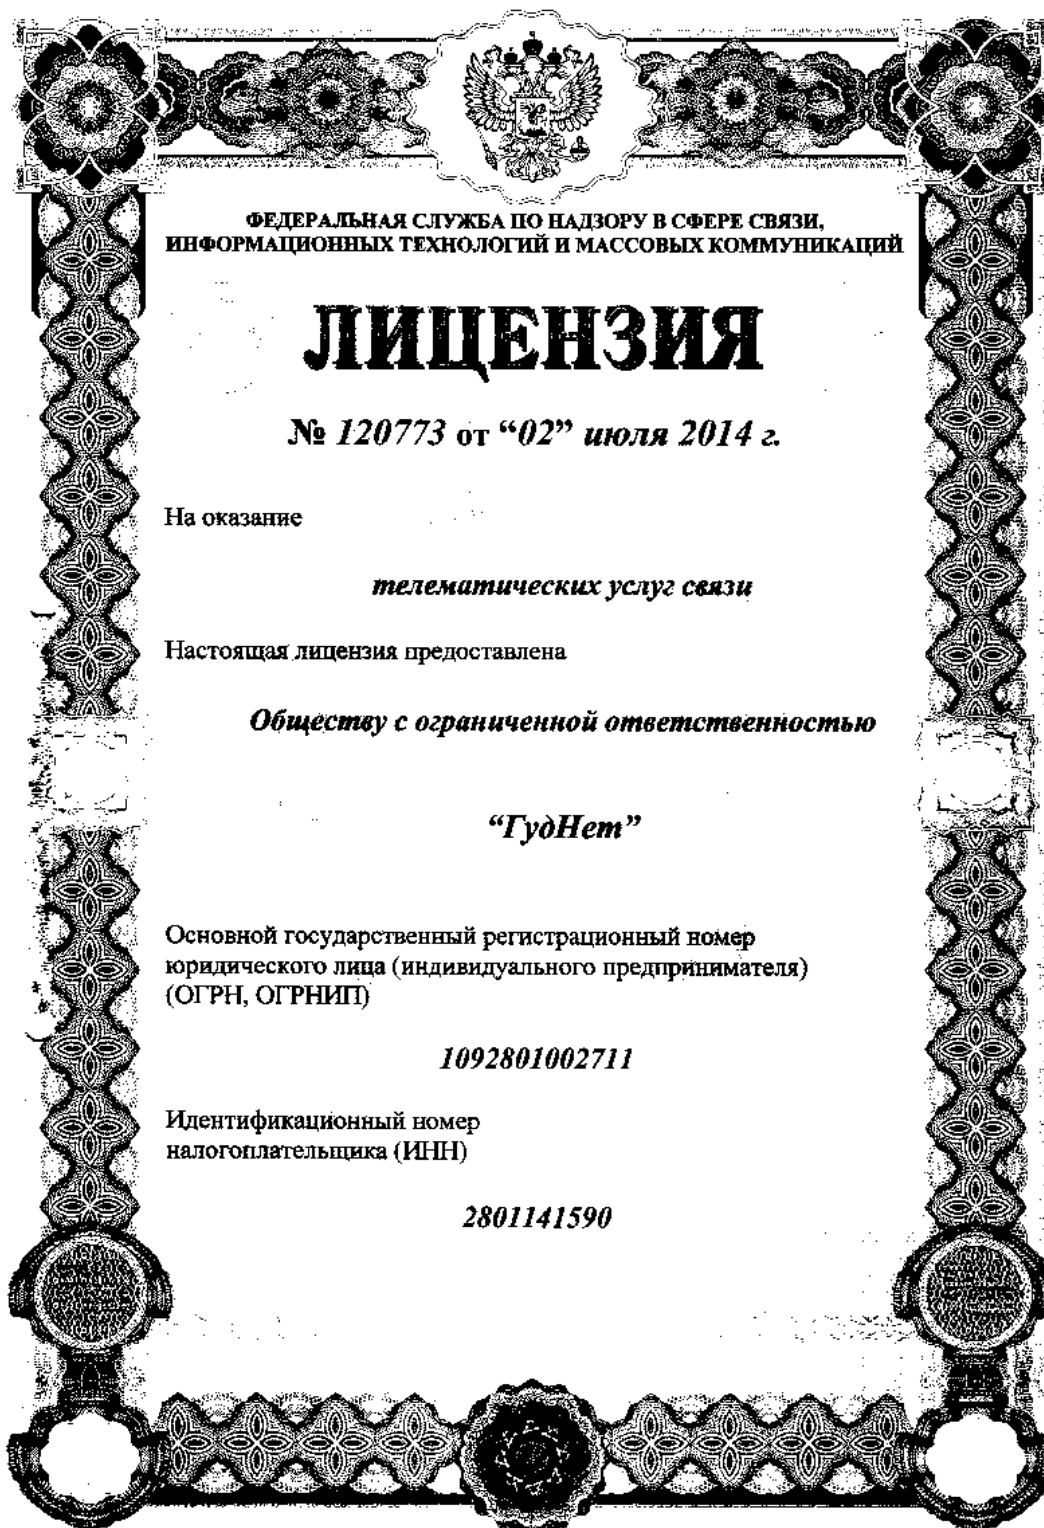 ФЕДЕРАЛЬНАЯ СЛУЖБА ПО НАДЗОРУ В СФЕРЕ СВЯЗИ,
ИНФОРМАЦИОННЫХ ТЕХНОЛОГИЙ И МАССОВЫХ КОММУНИКАЦИЙ
ЛИЦЕНЗИЯ
№ 120773 от “02” июля 2014 г.
На оказание
телематических услуг связи
Настоящая лицензия предоставлена
Обществу с ограниченной ответственностью
“ГудНет”
Основной государственный регистрационный номер
юридического лица (индивидуального предпринимателя)
(ОГРН, ОГРНИП)
1092801002711
Идентификационный номер
налогоплательщика (ИНН)
2801141590